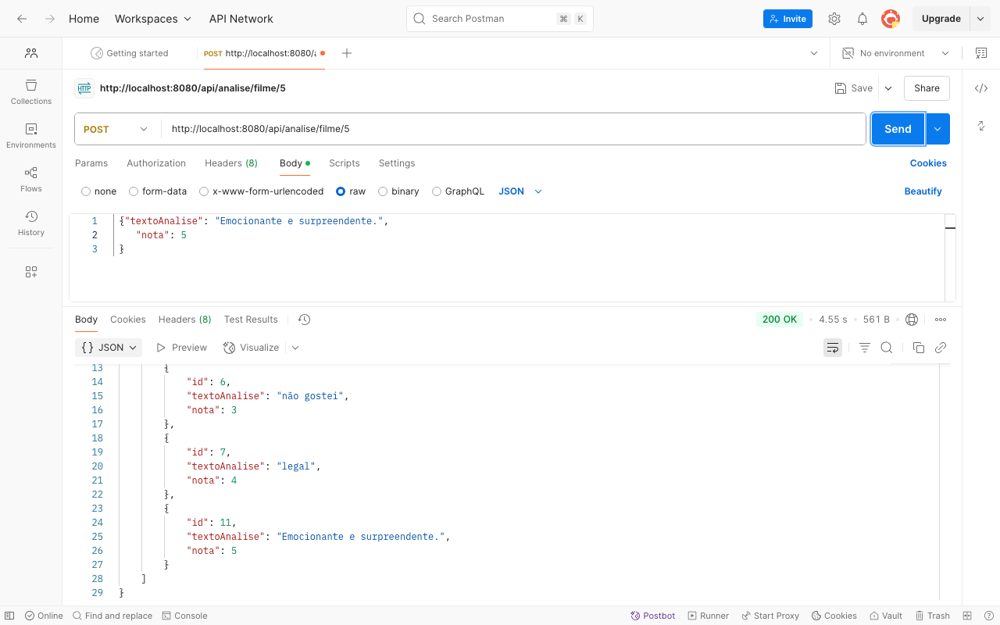 Home Workspaces API Network Search Postman ⌘ K Invite Upgrade
Getting started POST http://localhost:8080/a No environment
HTTP http://localhost:8080/api/analise/filme/5 Save Share
Collections
Environments
Flows
History
POST http://localhost:8080/api/analise/filme/5 Send
Params Authorization Headers (8) Body Scripts Settings Cookies
none form-data x-www-form-urlencoded raw binary GraphQL JSON Beautify
1 {"textoAnalise": "Emocionante e surpreendente.",
2 "nota": 5
3 }
Body Cookies Headers (8) Test Results 200 OK 4.55 s 561 B
{} JSON Preview Visualize
13 {
14 "id": 6,
15 "textoAnalise": "não gostei",
16 "nota": 3
17 },
18 {
19 "id": 7,
20 "textoAnalise": "legal",
21 "nota": 4
22 },
23 {
24 "id": 11,
25 "textoAnalise": "Emocionante e surpreendente.",
26 "nota": 5
27 }
28 ]
29 }
Online Find and replace Console Postbot Runner Start Proxy Cookies Vault Trash